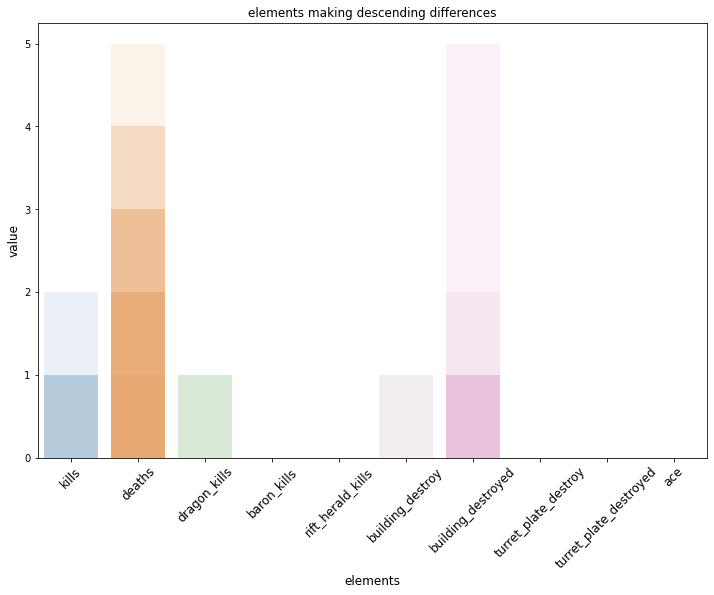 elements making descending differences
value
5
4
3
2
1
0
kills
deaths
dragon_kills
baron_kills
rift_herald_kills
building_destroy
building_destroyed
turret_plate_destroy
turret_plate_destroyed
ace
elements